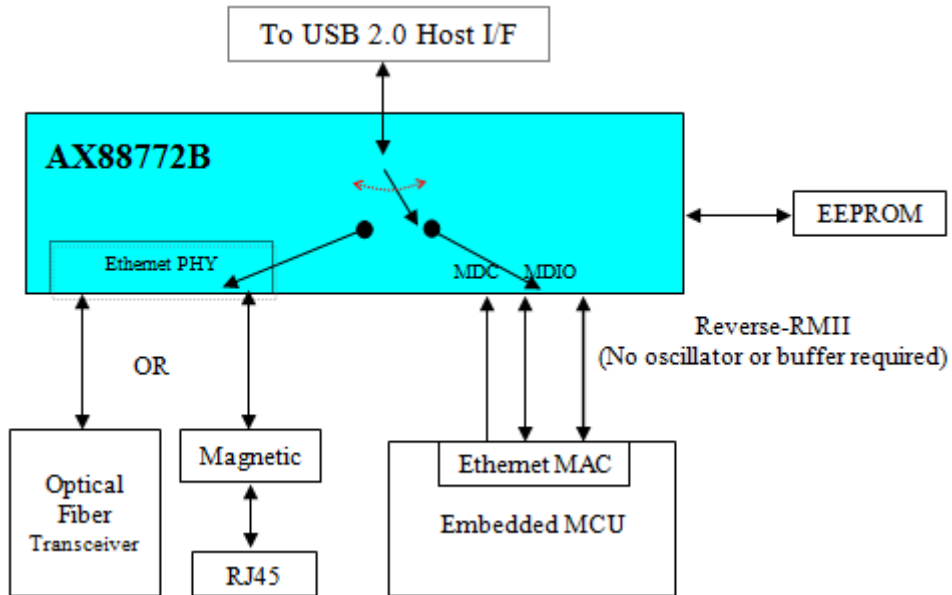 To USB 2.0 Host I/F
AX88772B
EEPROM
Ethernet PHY
MDC
MDIO
Reverse-RMII
(No oscillator or buffer required)
OR
Optical
Fiber
Transceiver
Magnetic
RJ45
Ethernet MAC
Embedded MCU